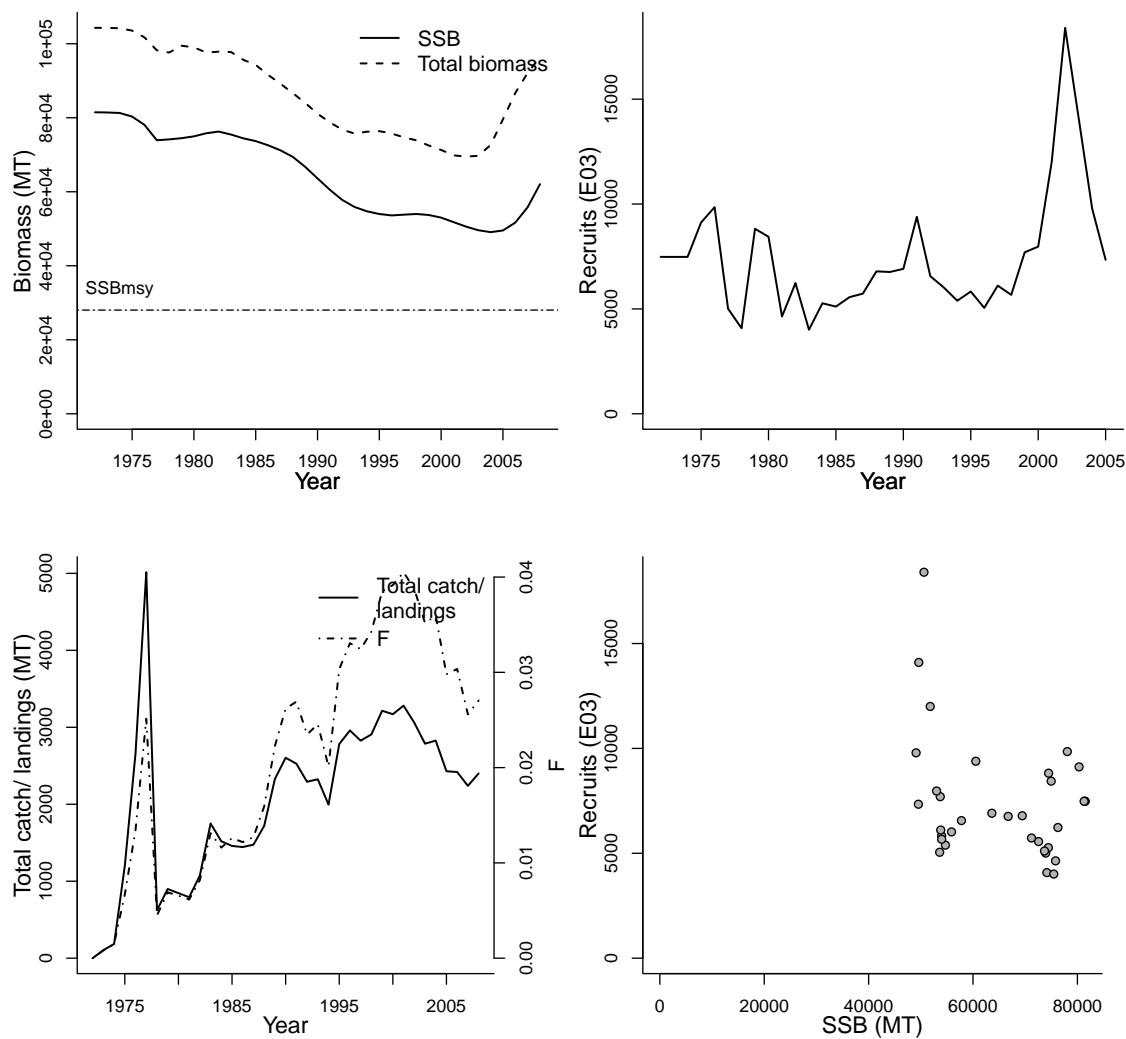 Biomass (MT)
0e+00 2e+04 4e+04 6e+04 8e+04 1e+05
SSB
Total biomass
SSBmsy
1975 1980 1985 1990 1995 2000 2005
Year
Recruits (E03)
0 5000 10000 15000
1975 1980 1985 1990 1995 2000 2005
Year
Total catch/ landings (MT)
0 1000 2000 3000 4000 5000
Total catch/
landings
F
0.00 0.01 0.02 0.03 0.04
F
1975 1985 1995 2005
Year
Recruits (E03)
0 5000 10000 15000
0 20000 40000 60000 80000
SSB (MT)